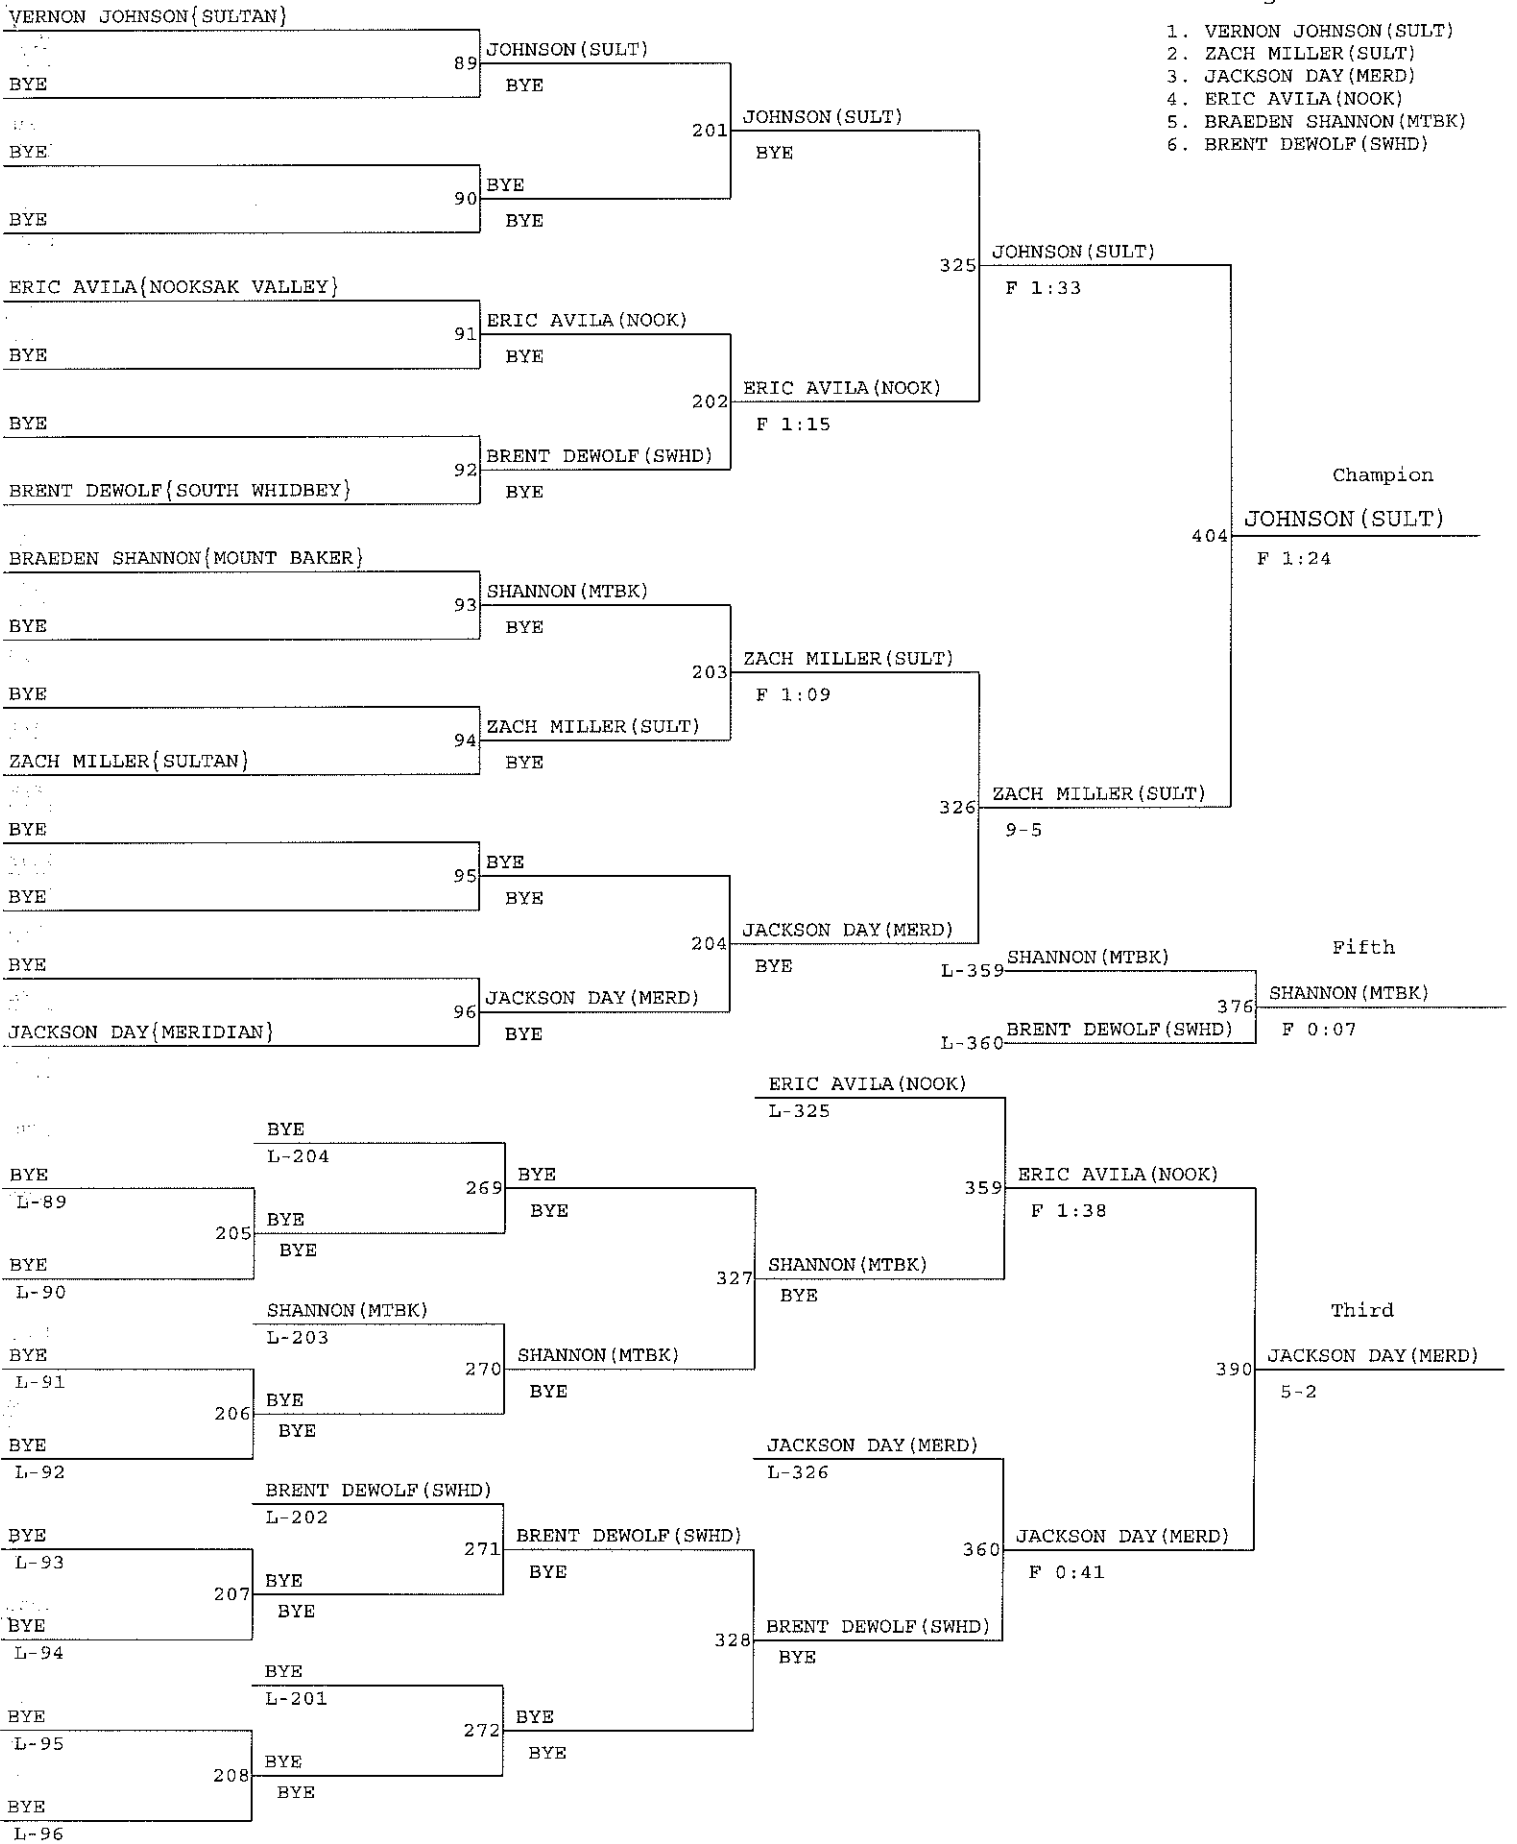 VERNON JOHNSON{SULTAN}
89
JOHNSON(SULT)
BYE
BYE
201
JOHNSON(SULT)
BYE
BYE
90
BYE
BYE
BYE
325
JOHNSON(SULT)
F 1:33
ERIC AVILA{NOOKSAK VALLEY}
91
ERIC AVILA(NOOK)
BYE
BYE
202
ERIC AVILA(NOOK)
F 1:15
BYE
92
BRENT DEWOLF(SWHD)
BYE
BRENT DEWOLF{SOUTH WHIDBEY}
Champion
404
JOHNSON(SULT)
F 1:24
BRAEDEN SHANNON{MOUNT BAKER}
93
SHANNON(MTBK)
BYE
BYE
203
ZACH MILLER(SULT)
F 1:09
BYE
94
ZACH MILLER(SULT)
BYE
ZACH MILLER{SULTAN}
326
ZACH MILLER(SULT)
9-5
BYE
95
BYE
BYE
BYE
204
JACKSON DAY(MERD)
BYE
BYE
96
JACKSON DAY(MERD)
BYE
JACKSON DAY{MERIDIAN}
1. VERNON JOHNSON(SULT)
2. ZACH MILLER(SULT)
3. JACKSON DAY(MERD)
4. ERIC AVILA(NOOK)
5. BRAEDEN SHANNON(MTBK)
6. BRENT DEWOLF(SWHD)
Fifth
L-359
SHANNON(MTBK)
376
SHANNON(MTBK)
F 0:07
L-360
BRENT DEWOLF(SWHD)
ERIC AVILA(NOOK)
L-325
BYE
L-204
BYE
L-89
269
BYE
BYE
359
ERIC AVILA(NOOK)
F 1:38
205
BYE
BYE
BYE
L-90
327
SHANNON(MTBK)
BYE
SHANNON(MTBK)
L-203
Third
BYE
L-91
270
SHANNON(MTBK)
BYE
390
JACKSON DAY(MERD)
5-2
206
BYE
BYE
BYE
L-92
JACKSON DAY(MERD)
L-326
BRENT DEWOLF(SWHD)
L-202
BYE
L-93
271
BRENT DEWOLF(SWHD)
BYE
360
JACKSON DAY(MERD)
F 0:41
207
BYE
BYE
BYE
L-94
328
BRENT DEWOLF(SWHD)
BYE
BYE
L-201
BYE
L-95
272
BYE
BYE
208
BYE
BYE
BYE
L-96